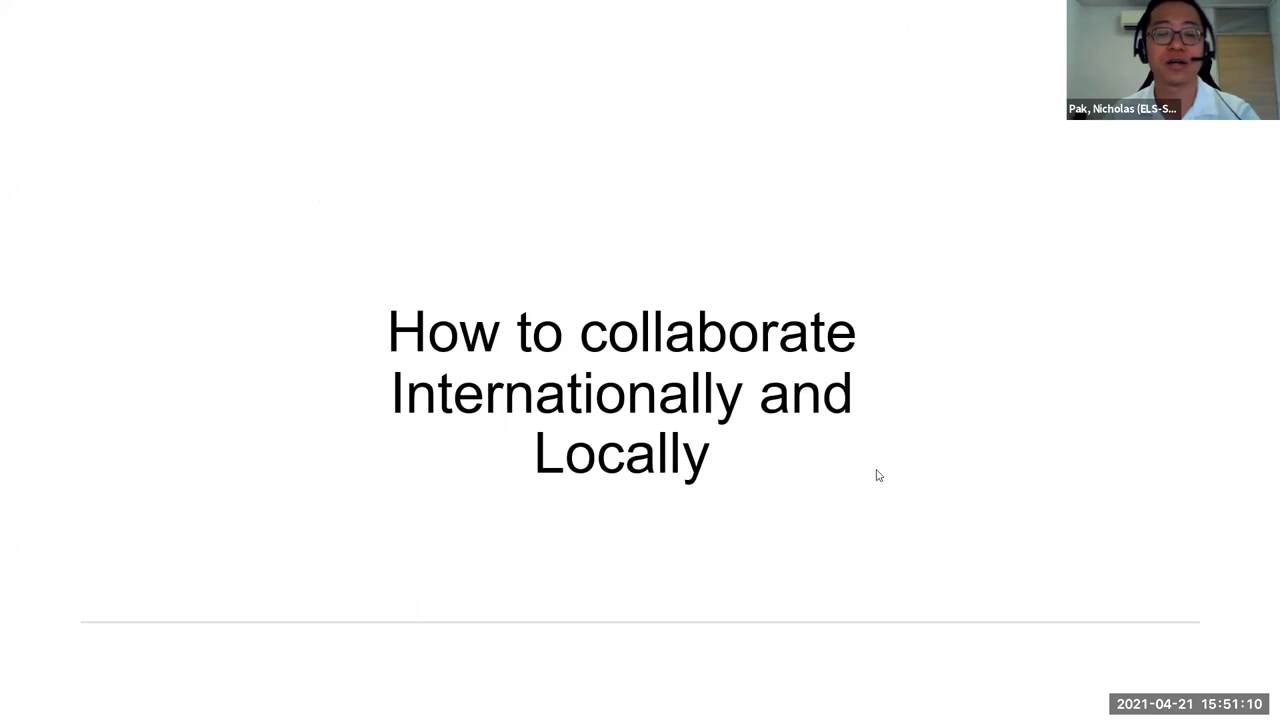 Pak, Nicholas (ELS-S...
How to collaborate
Internationally and
Locally
2021-04-21 15:51:10